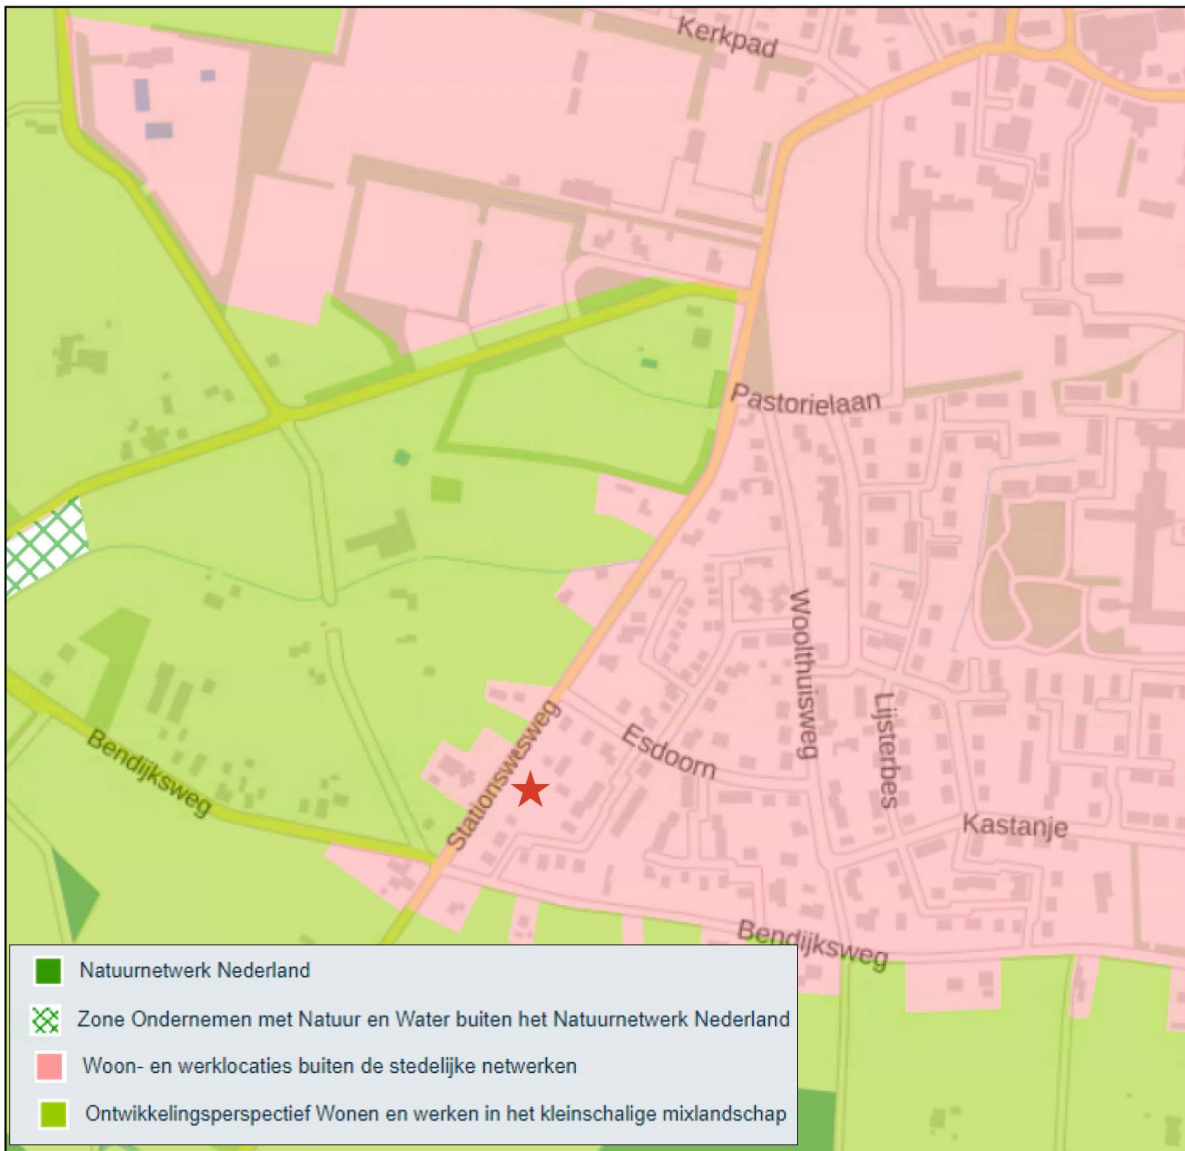 Kerkpad
Pastorielaan
Woolthuisweg
Lijsterbes
Esdoorn
Stationswesweg
Kastanje
Bendijksweg
Bendijksweg
Natuurnetwerk Nederland
Zone Ondernemen met Natuur en Water buiten het Natuurnetwerk Nederland
Woon- en werklocaties buiten de stedelijke netwerken
Ontwikkelingsperspectief Wonen en werken in het kleinschalige mixlandschap